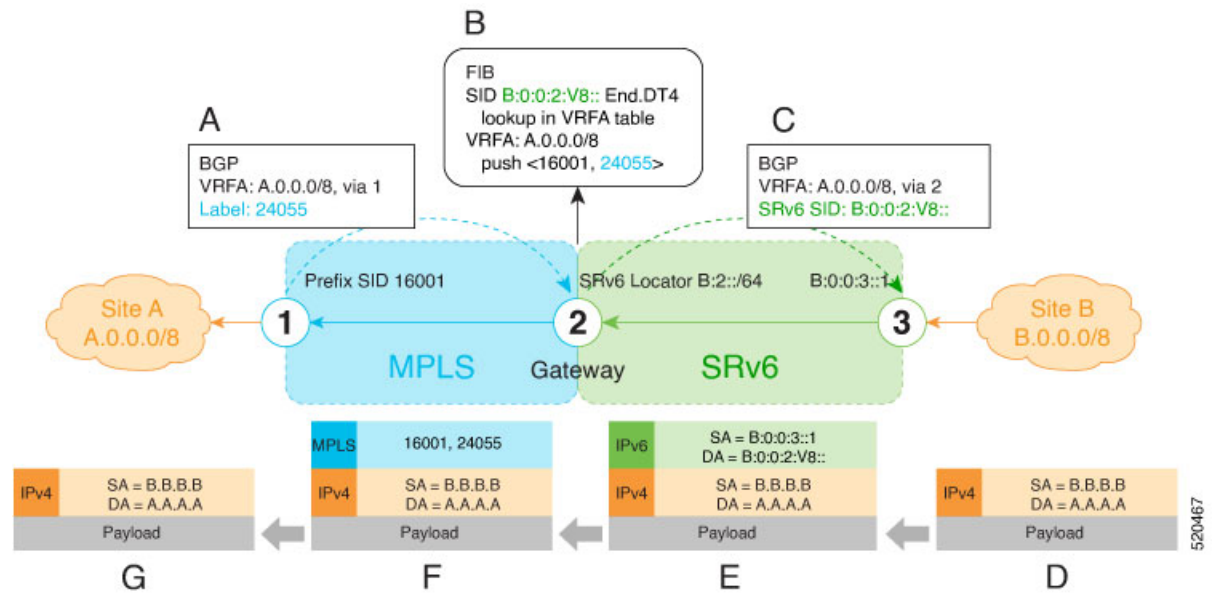 B
FIB
SID B:0:0:2:V8:: End.DT4
lookup in VRFA table
VRFA: A.0.0.0/8
push <16001, 24055>
A
BGP
VRFA: A.0.0.0/8, via 1
Label: 24055
C
BGP
VRFA: A.0.0.0/8, via 2
SRv6 SID: B:0:0:2:V8::
Prefix SID 16001
SRv6 Locator B:2::/64
B:0:0:3::1
Site A
A.0.0.0/8
1
2
3
Site B
B.0.0.0/8
MPLS
Gateway
SRv6
MPLS
16001, 24055
IPv6
SA = B:0:0:3::1
DA = B:0:0:2:V8::
IPv4
SA = B.B.B.B
DA = A.A.A.A
Payload
IPv4
SA = B.B.B.B
DA = A.A.A.A
Payload
IPv4
SA = B.B.B.B
DA = A.A.A.A
Payload
IPv4
SA = B.B.B.B
DA = A.A.A.A
Payload
520467
G
F
E
D